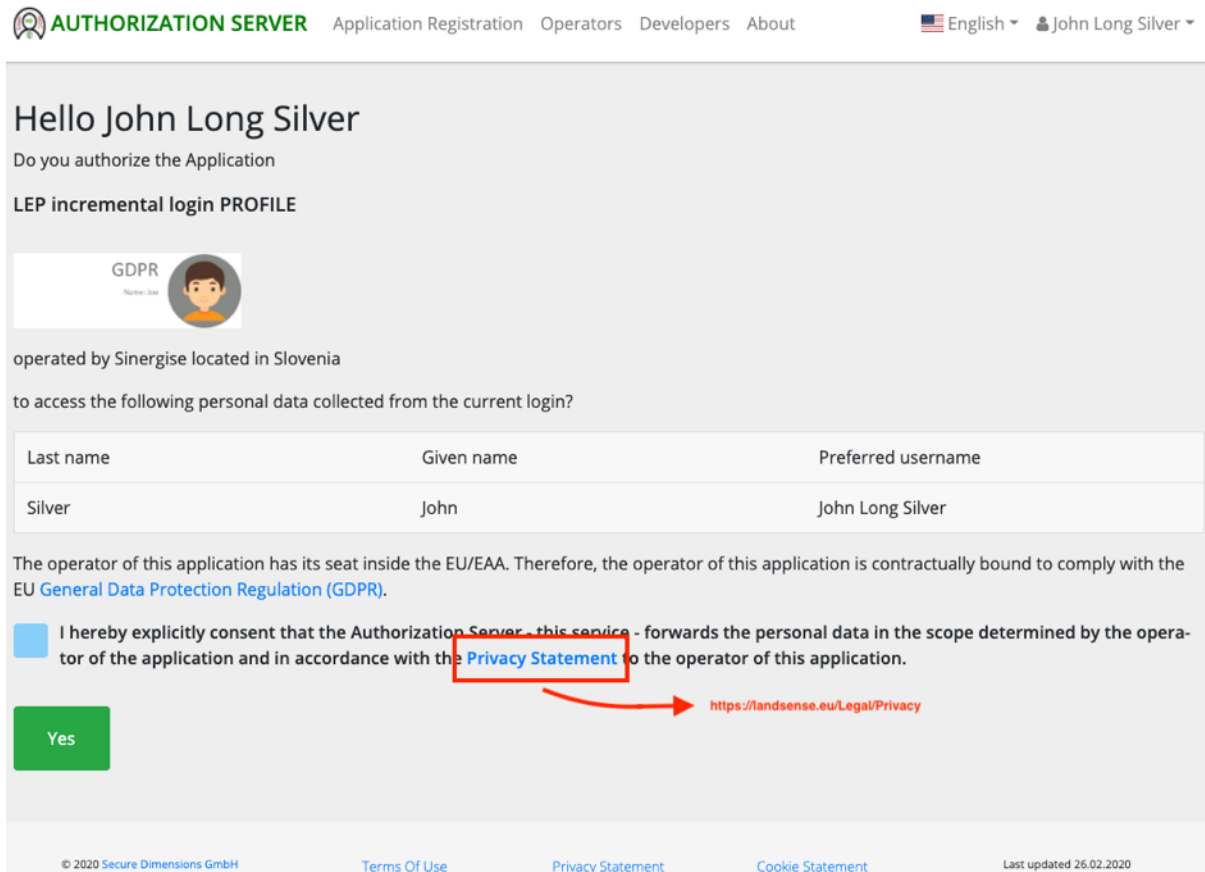 AUTHORIZATION SERVER Application Registration Operators Developers About English John Long Silver
Hello John Long Silver
Do you authorize the Application
LEP incremental login PROFILE
GDPR
Name: Joe
operated by Sinergise located in Slovenia
to access the following personal data collected from the current login?
Last name Given name Preferred username
Silver John John Long Silver
The operator of this application has its seat inside the EU/EAA. Therefore, the operator of this application is contractually bound to comply with the
EU General Data Protection Regulation (GDPR).
I hereby explicitly consent that the Authorization Server - this service - forwards the personal data in the scope determined by the opera-
tor of the application and in accordance with the Privacy Statement to the operator of this application.
https://landsense.eu/Legal/Privacy
Yes
© 2020 Secure Dimensions GmbH Terms Of Use Privacy Statement Cookie Statement Last updated 26.02.2020